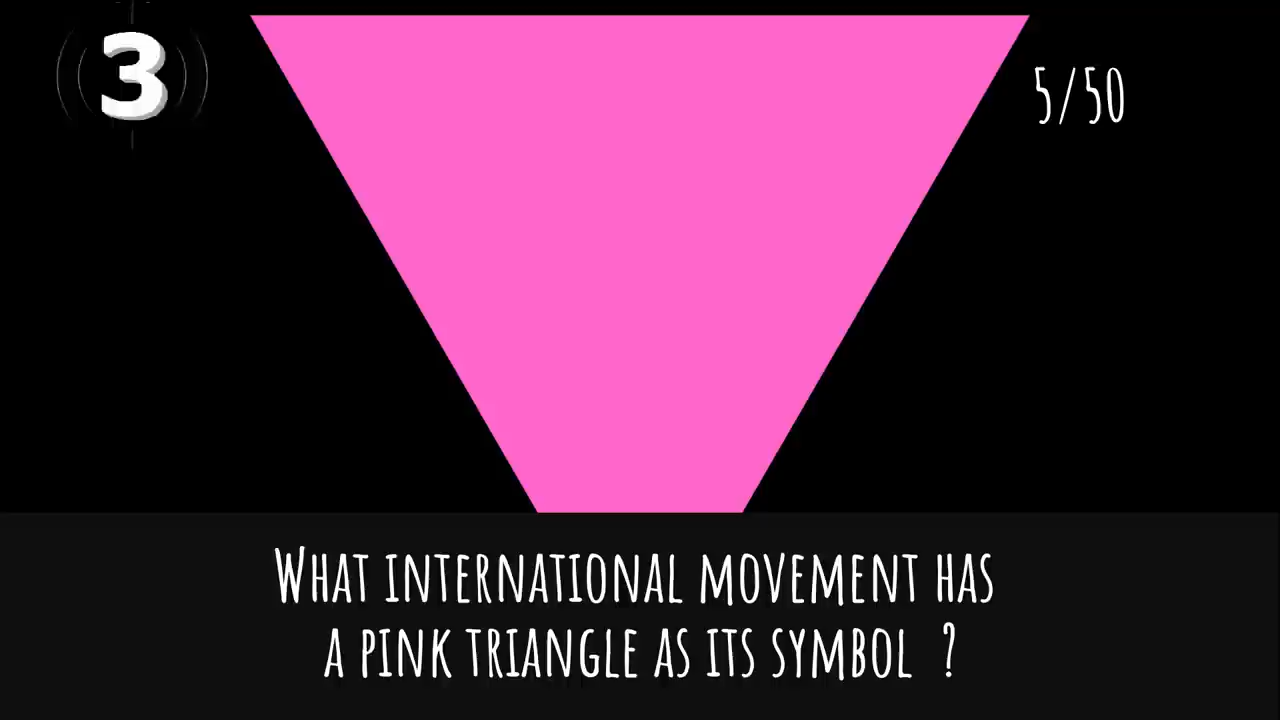 3
5/50
What international movement has
a pink triangle as its symbol ?